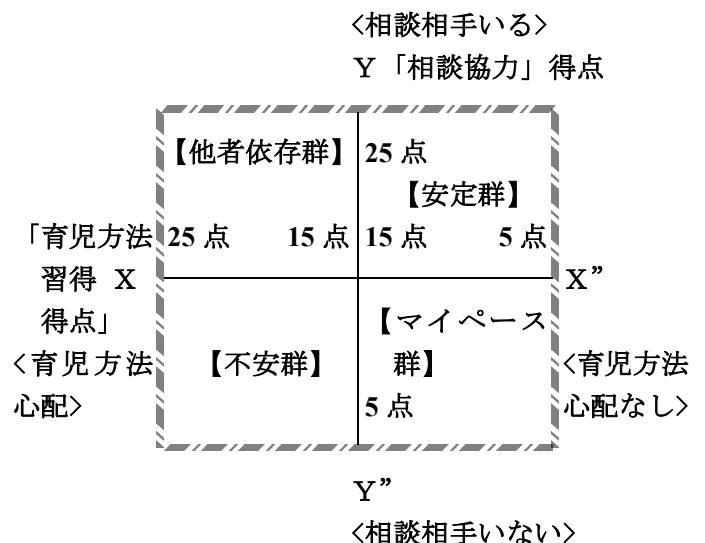 <相談相手いる>
Y「相談協力」得点
【他者依存群】 25 点
【安定群】
「育児方法 25 点 15 点 15 点 5 点
習得 X X”
得点」
【マイペース
<育児方法 【不安群】 群】 <育児方法
心配> 5 点 心配なし>
Y”
<相談相手いない>